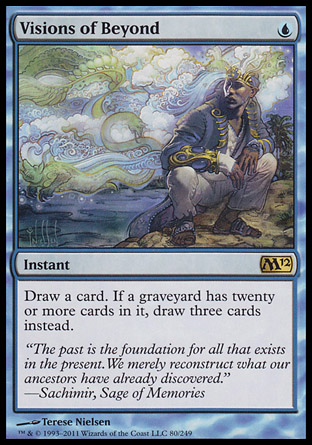 Visions of Beyond
Instant
M12
Draw a card. If a graveyard has twenty
or more cards in it, draw three cards
instead.
“The past is the foundation for all that exists
in the present. We merely reconstruct what our
ancestors have already discovered.”
—Sachimir, Sage of Memories
Terese Nielsen
™ & © 1993-2011 Wizards of the Coast LLC 80/249